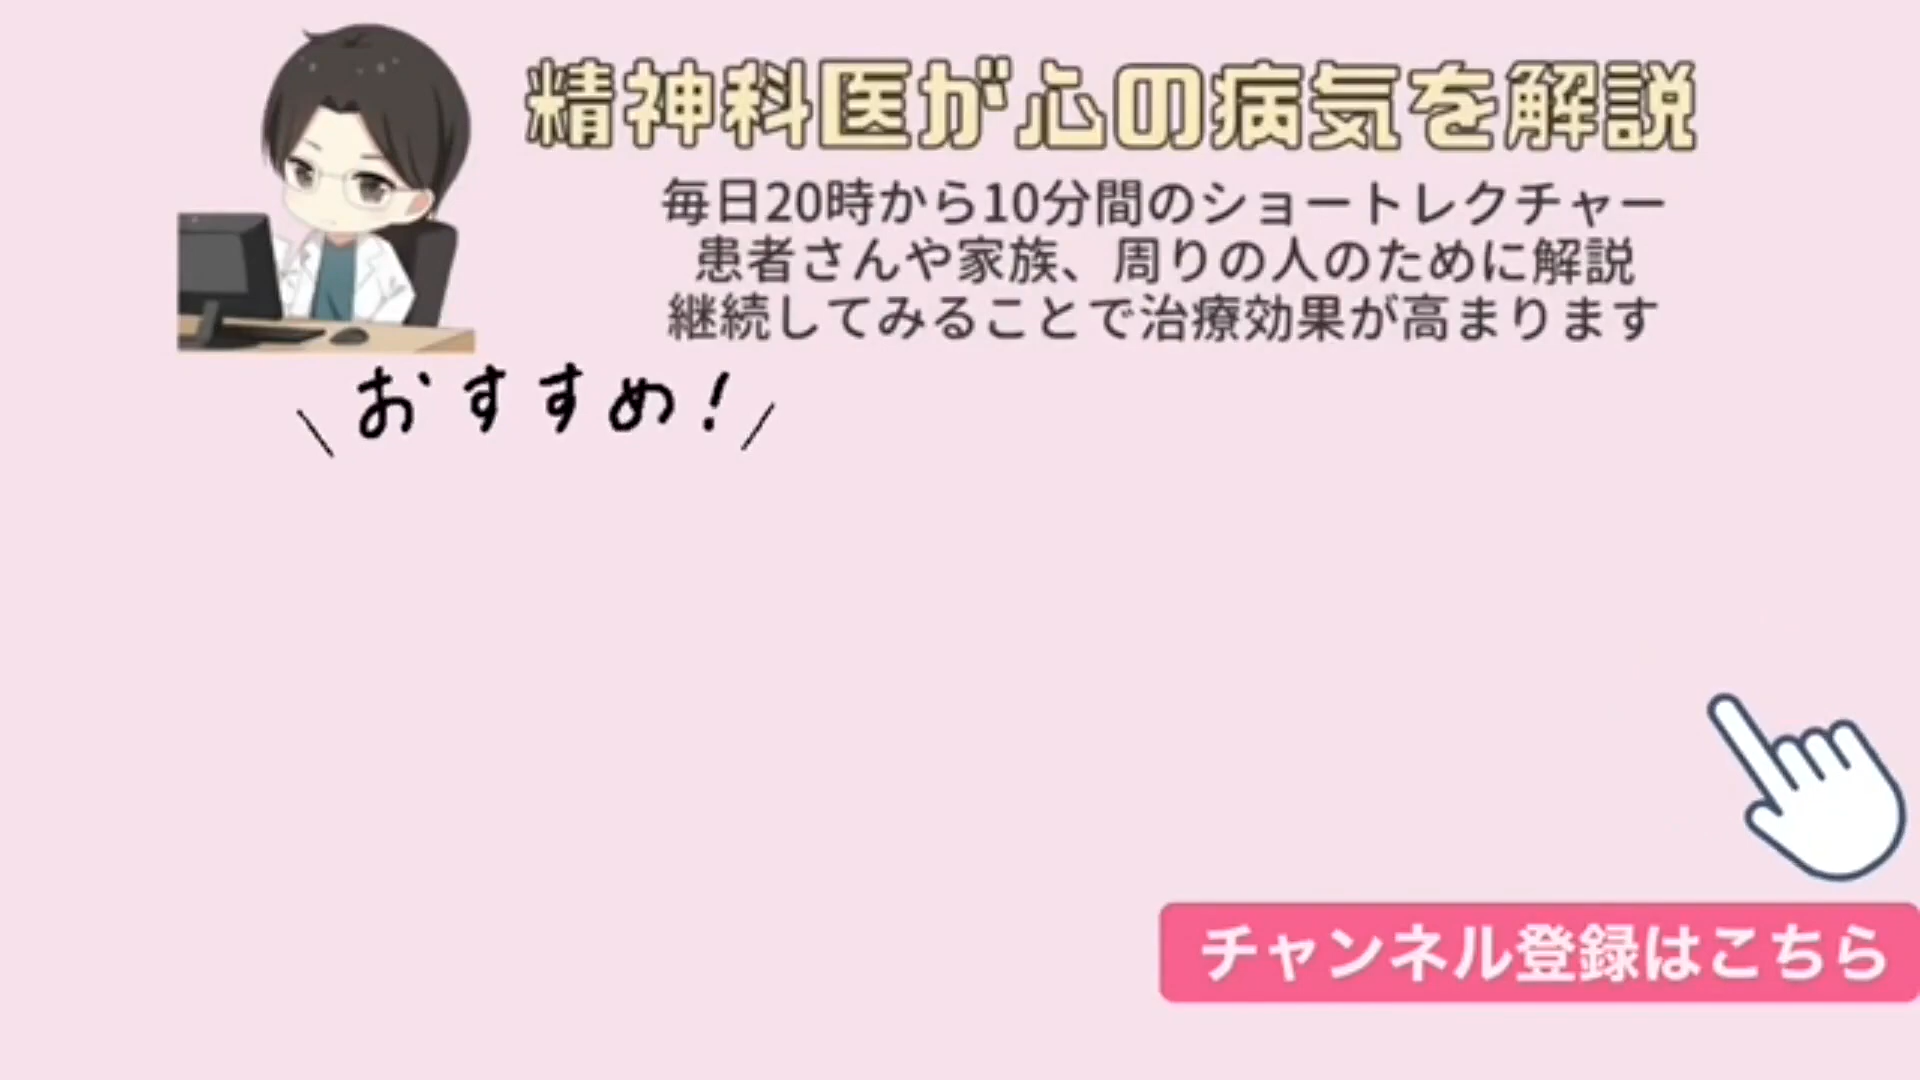 精神科医が心の病気を解説
毎日20時から10分間のショートレクチャー
患者さんや家族、周りの人のために解説
継続してみることで治療効果が高まります
おすすめ!
チャンネル登録はこちら